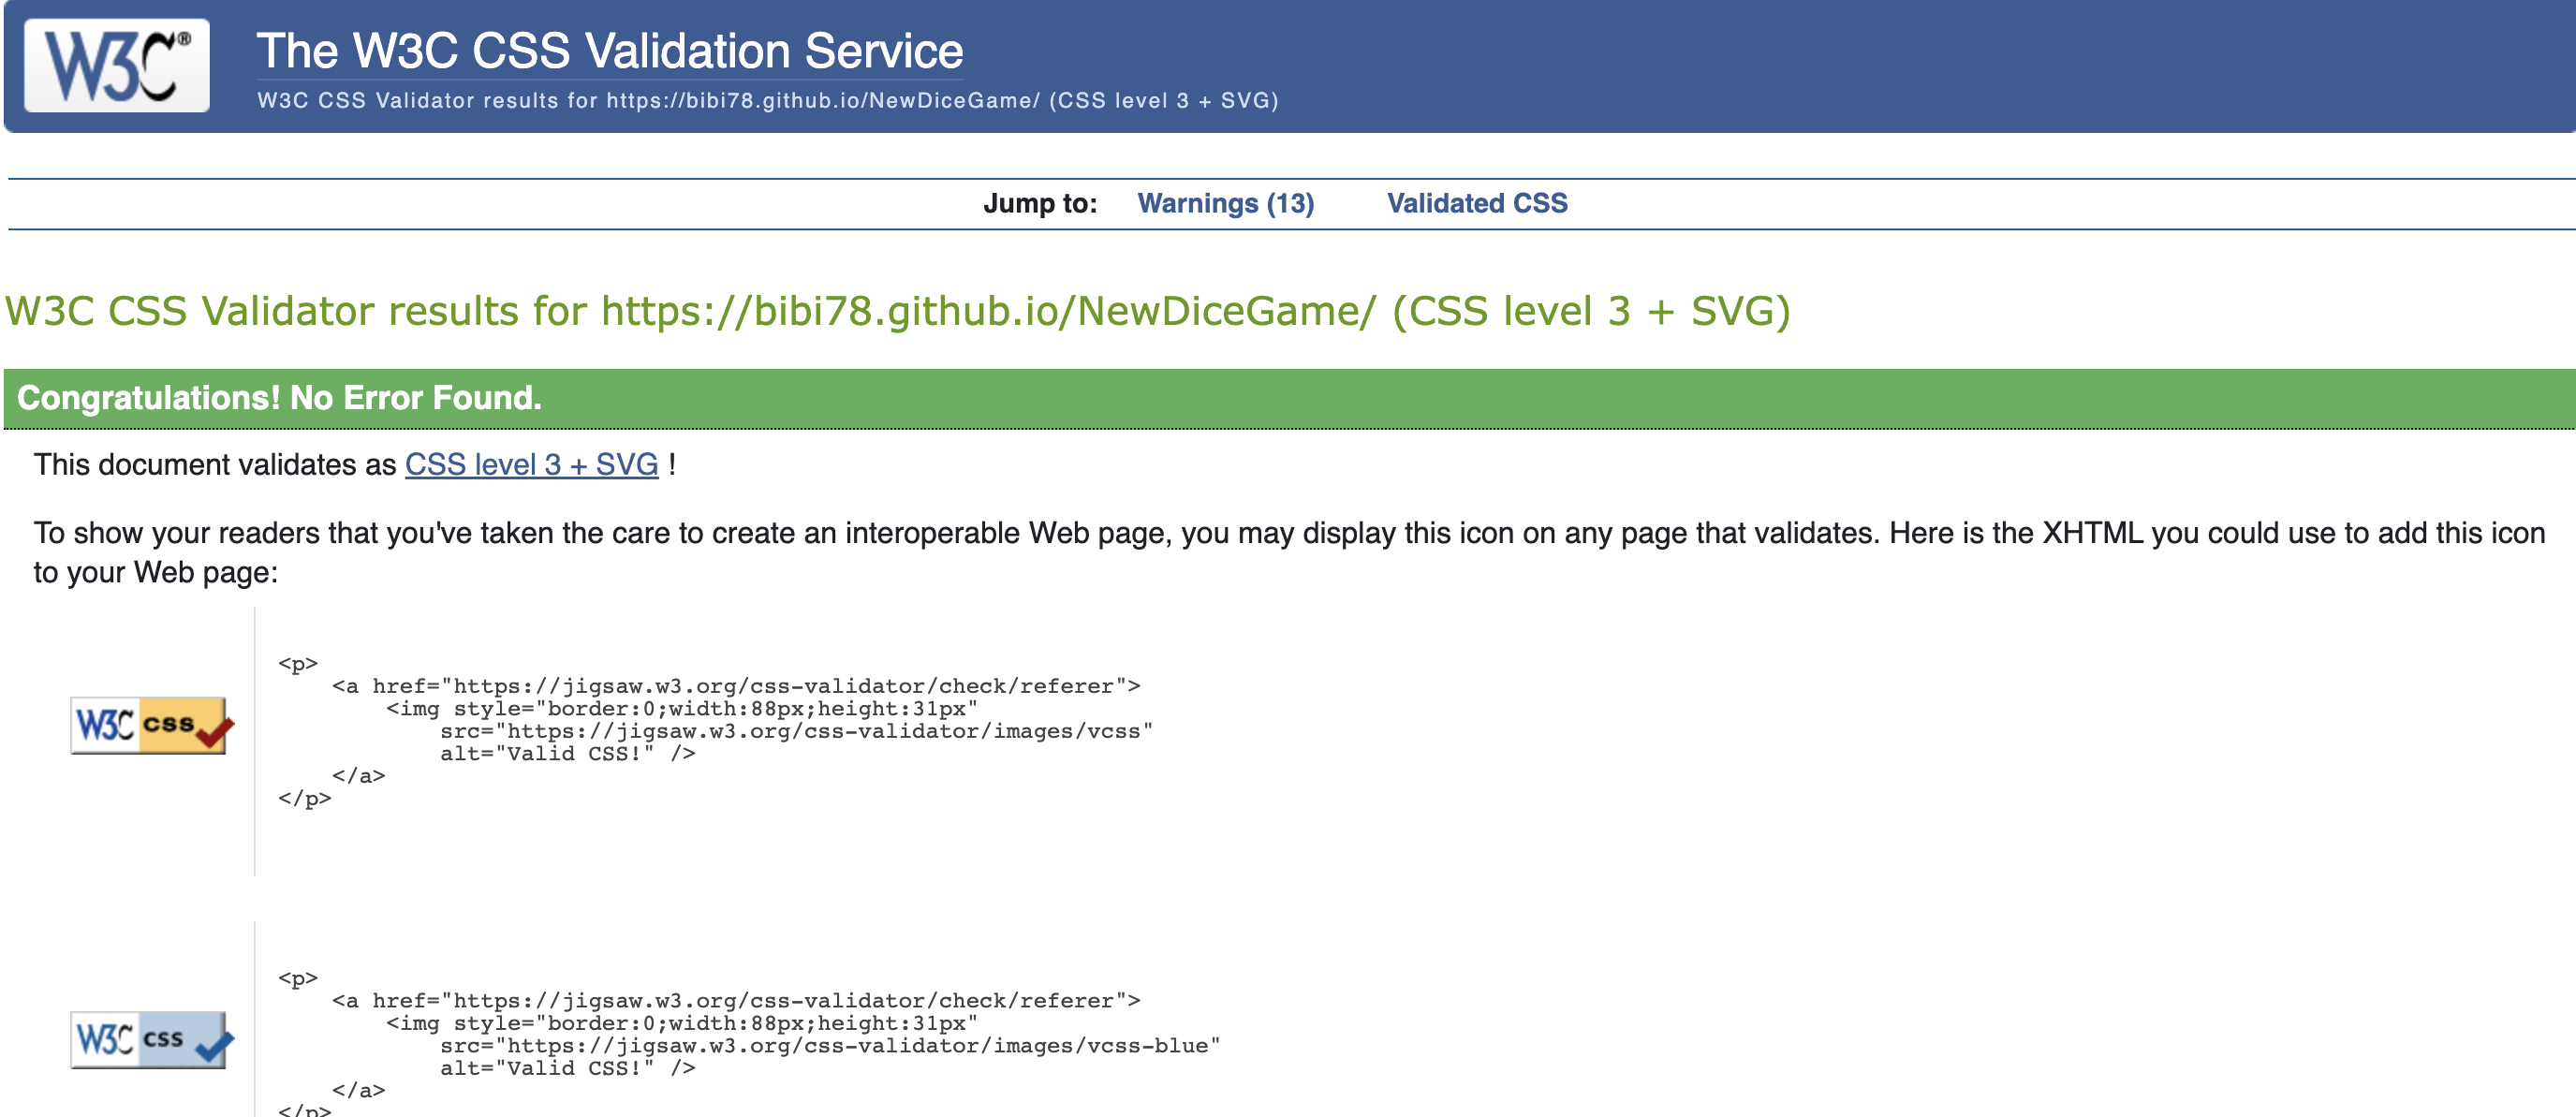 W3C®
The W3C CSS Validation Service
W3C CSS Validator results for https://bibi78.github.io/NewDiceGame/ (CSS level 3 + SVG)
Jump to: Warnings (13) Validated CSS
W3C CSS Validator results for https://bibi78.github.io/NewDiceGame/ (CSS level 3 + SVG)
Congratulations! No Error Found.
This document validates as CSS level 3 + SVG !
To show your readers that you've taken the care to create an interoperable Web page, you may display this icon on any page that validates. Here is the XHTML you could use to add this icon
to your Web page:
W3C css
<p>
    <a href="https://jigsaw.w3.org/css-validator/check/referer">
        <img style="border:0;width:88px;height:31px"
            src="https://jigsaw.w3.org/css-validator/images/vcss"
            alt="Valid CSS!" />
    </a>
</p>
W3C css
<p>
    <a href="https://jigsaw.w3.org/css-validator/check/referer">
        <img style="border:0;width:88px;height:31px"
            src="https://jigsaw.w3.org/css-validator/images/vcss-blue"
            alt="Valid CSS!" />
    </a>
</p>